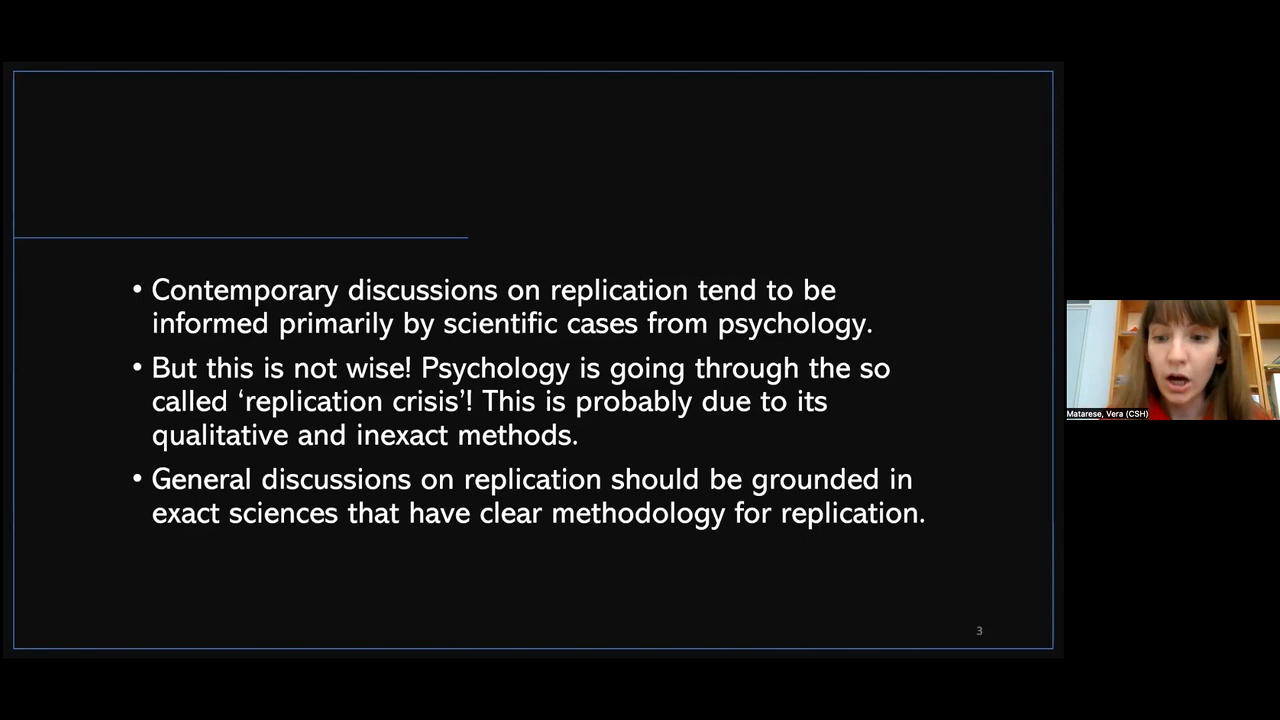 • Contemporary discussions on replication tend to be
informed primarily by scientific cases from psychology.
• But this is not wise! Psychology is going through the so
called ‘replication crisis’! This is probably due to its
qualitative and inexact methods.
• General discussions on replication should be grounded in
exact sciences that have clear methodology for replication.
3
Matarese, Vera (CSH)